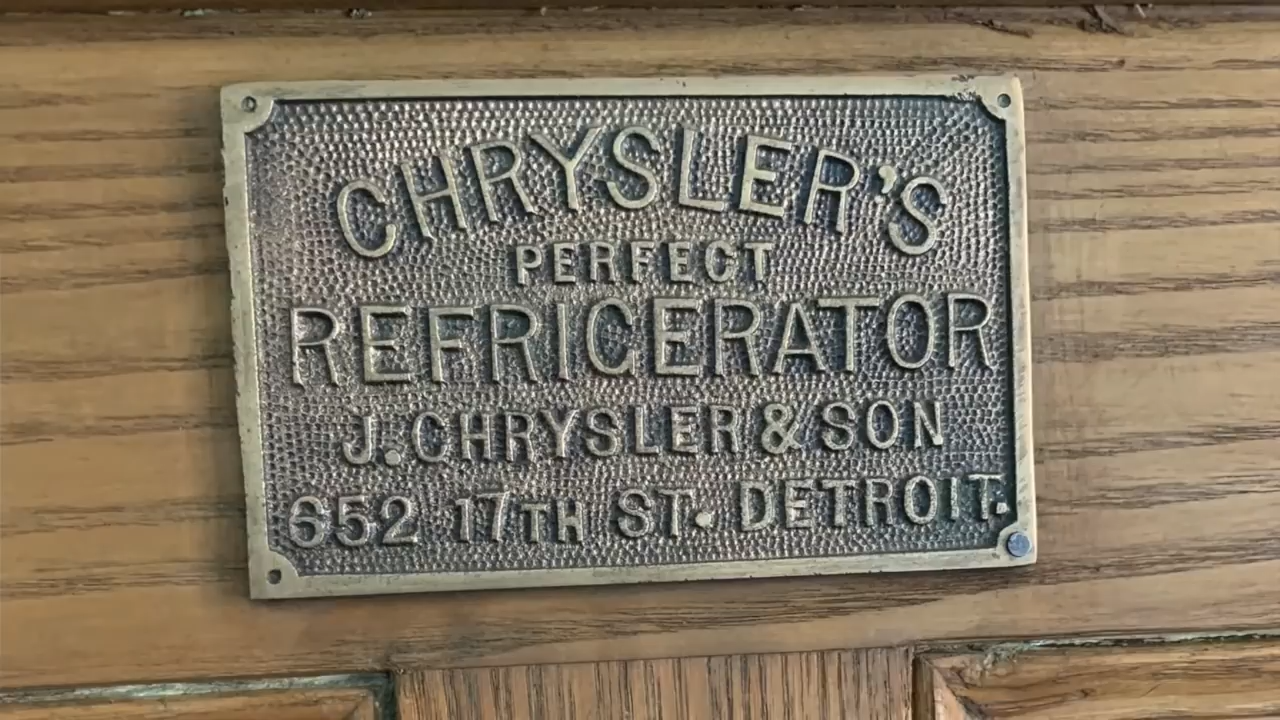 CHRYSLER'S
PERFECT
REFRIGERATOR
J. CHRYSLER & SON
652 17TH ST. DETROIT.